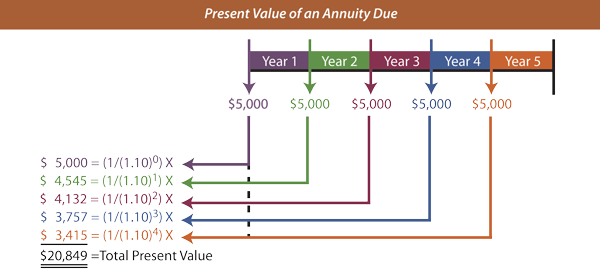 Present Value of an Annuity Due
Year 1 Year 2 Year 3 Year 4 Year 5
$5,000 $5,000 $5,000 $5,000 $5,000
$ 5,000 = (1/(1.10)⁰) X
$ 4,545 = (1/(1.10)¹) X
$ 4,132 = (1/(1.10)²) X
$ 3,757 = (1/(1.10)³) X
$ 3,415 = (1/(1.10)⁴) X
$20,849 =Total Present Value